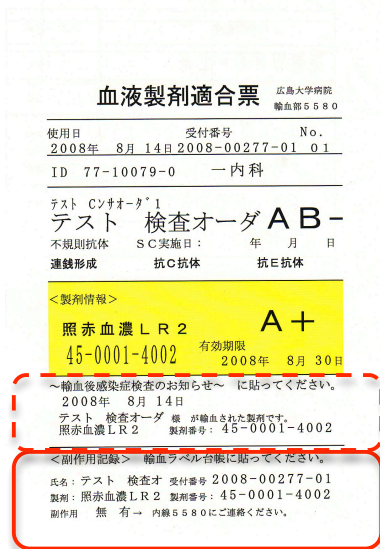 血液製剤適合票 広島大学病院
輸血部5580
使用日 受付番号 No.
2008年 8月 14日 2008-00277-01 01
ID 77-10079-0 一内科
テスト Cンサオーダ゛1
テスト 検査オーダ AB-
不規則抗体 SC実施日: 年 月 日
連銭形成 抗C抗体 抗E抗体
<製剤情報>
照赤血濃LR2 A+
45-0001-4002 有効期限
2008年 8月 30日
~輸血後感染症検査のお知らせ~ に貼ってください。
2008年 8月 14日
テスト 検査オーダ 様 が輸血された製剤です。
照赤血濃LR2 製剤番号: 45-0001-4002
<副作用記録> 輸血ラベル台帳に貼ってください。
氏名: テスト 検査オ 受付番号 2008-00277-01
製剤: 照赤血濃LR2 製剤番号: 45-0001-4002
副作用 無 有→ 内線5580にご連絡ください。